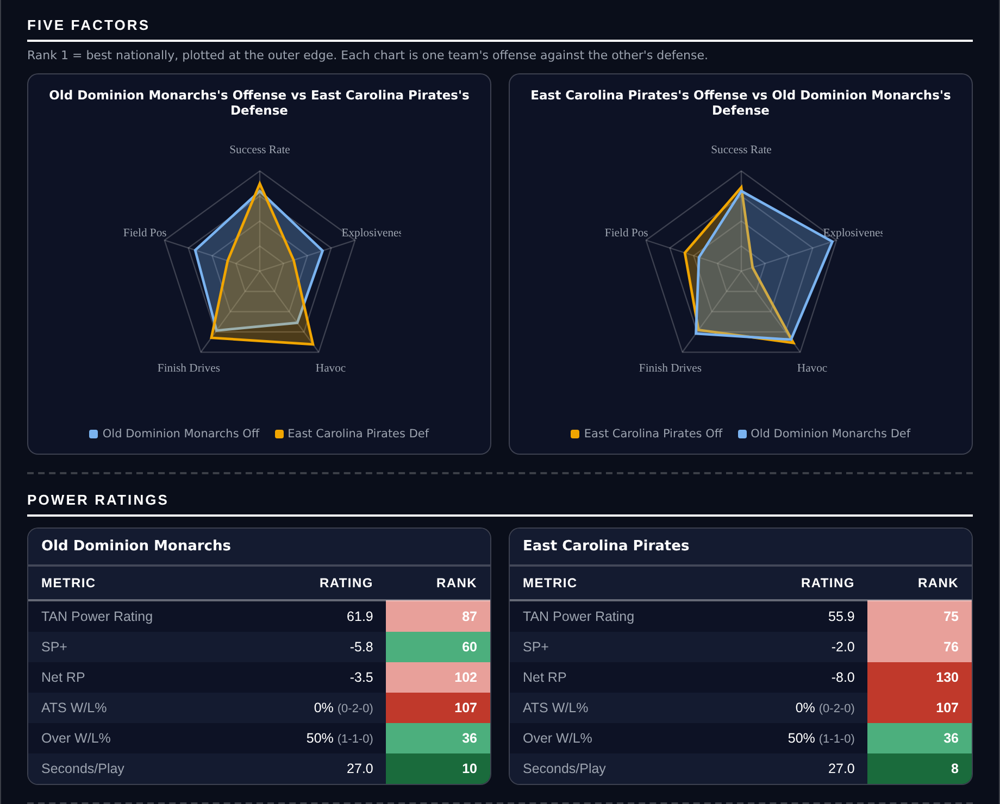 FIVE FACTORS
Rank 1 = best nationally, plotted at the outer edge. Each chart is one team's offense against the other's defense.
Old Dominion Monarchs's Offense vs East Carolina Pirates's
Defense
Success Rate
Field Pos
Explosivenes
Finish Drives
Havoc
Old Dominion Monarchs Off
East Carolina Pirates Def
East Carolina Pirates's Offense vs Old Dominion Monarchs's
Defense
Success Rate
Field Pos
Explosivenes
Finish Drives
Havoc
East Carolina Pirates Off
Old Dominion Monarchs Def
POWER RATINGS
Old Dominion Monarchs
METRIC RATING RANK
TAN Power Rating 61.9 87
SP+ -5.8 60
Net RP -3.5 102
ATS W/L% 0% (0-2-0) 107
Over W/L% 50% (1-1-0) 36
Seconds/Play 27.0 10
East Carolina Pirates
METRIC RATING RANK
TAN Power Rating 55.9 75
SP+ -2.0 76
Net RP -8.0 130
ATS W/L% 0% (0-2-0) 107
Over W/L% 50% (1-1-0) 36
Seconds/Play 27.0 8